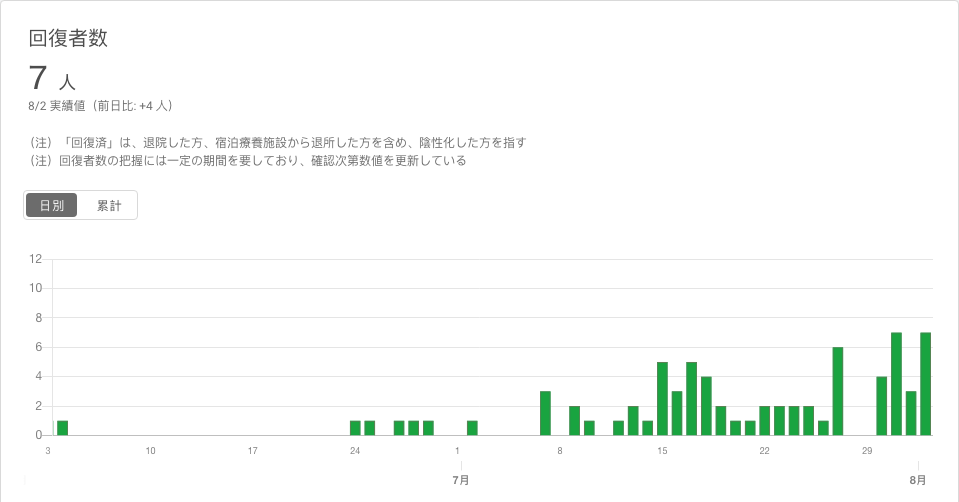 回復者数
7 人
8/2 実績値（前日比: +4 人）
（注）「回復済」は、退院した方、宿泊療養施設から退所した方を含め、陰性化した方を指す
（注）回復者数の把握には一定の期間を要しており、確認次第数値を更新している
日別 累計
12
10
8
6
4
2
0
3 10 17 24 1 8 15 22 29
7月 8月